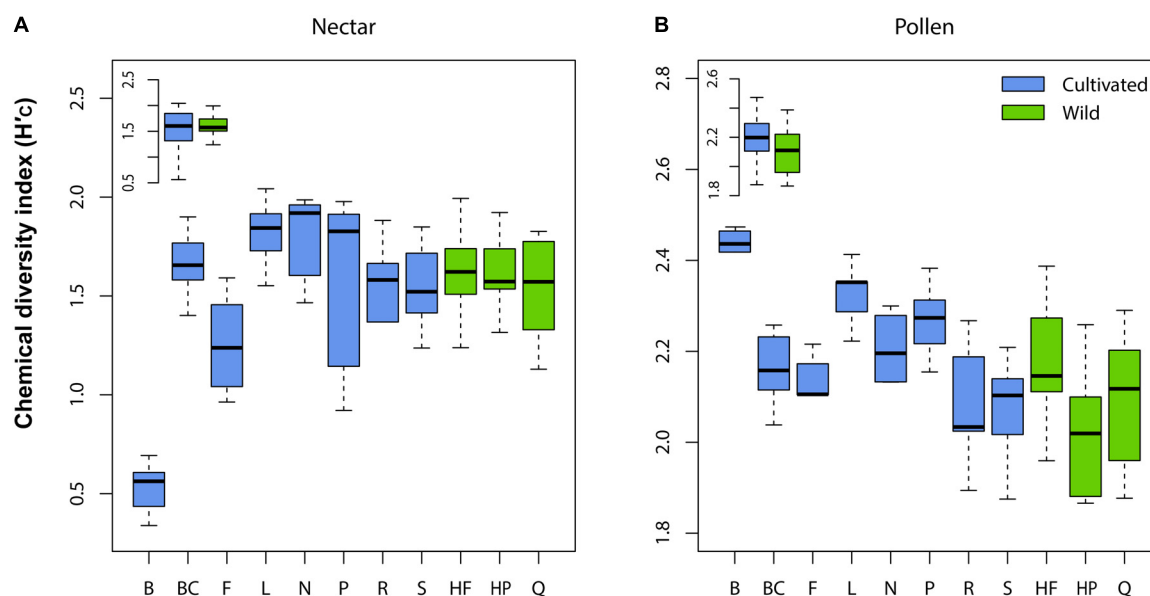 A
Nectar
Chemical diversity index (H'c)
2.5
2.0
1.5
1.0
0.5
2.5
1.5
0.5
B BC F L N P R S HF HP Q
B
Pollen
2.8
2.6
2.4
2.2
2.0
1.8
2.6
2.2
1.8
Cultivated
Wild
B BC F L N P R S HF HP Q